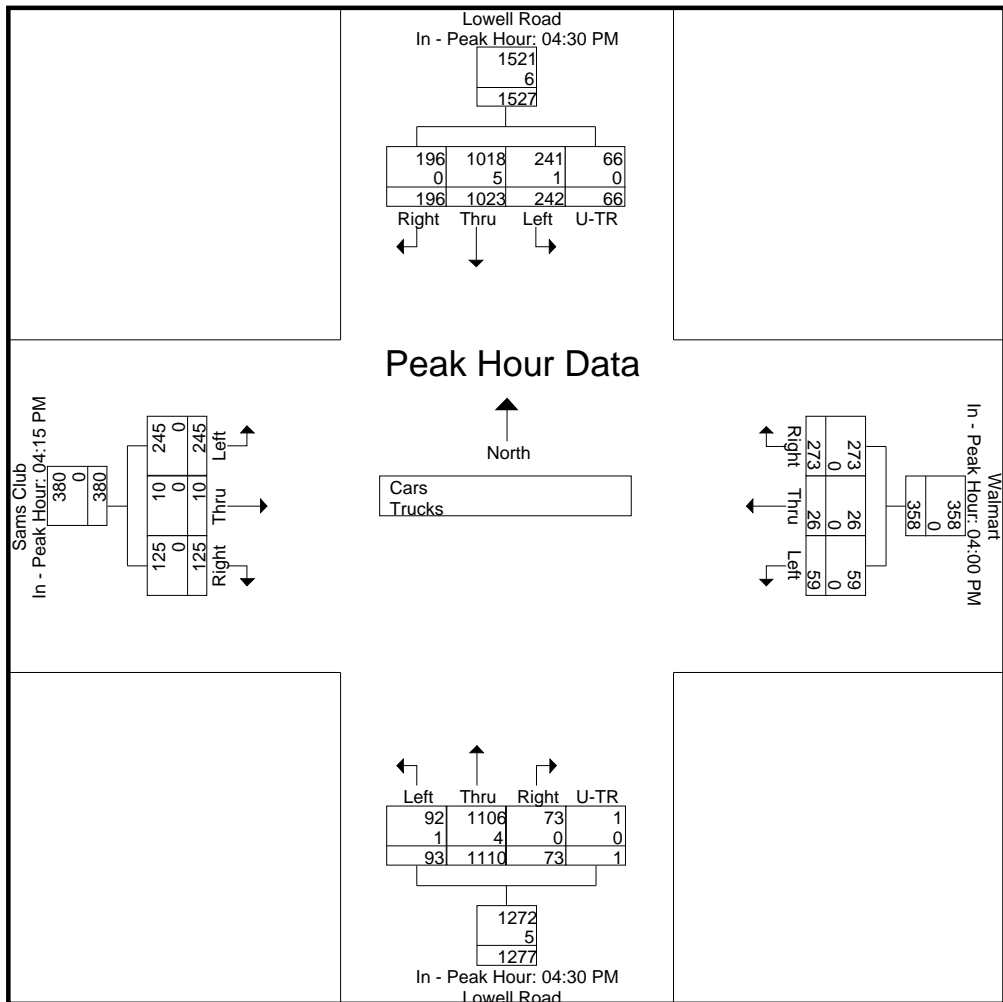 Lowell Road
In - Peak Hour: 04:30 PM
1521
6
1527
196 1018 241 66
0 5 1 0
196 1023 242 66
Right Thru Left U-TR
Peak Hour Data
North
Cars
Trucks
Sams Club
In - Peak Hour: 04:15 PM
380
0
380
245 10 125
0 0 0
245 10 125
Left Thru Right
Right Thru Left
273 26 59
0 0 0
273 26 59
358
0
358
Walmart
In - Peak Hour: 04:00 PM
Left Thru Right U-TR
92 1106 73 1
1 4 0 0
93 1110 73 1
1272
5
1277
In - Peak Hour: 04:30 PM
Lowell Road